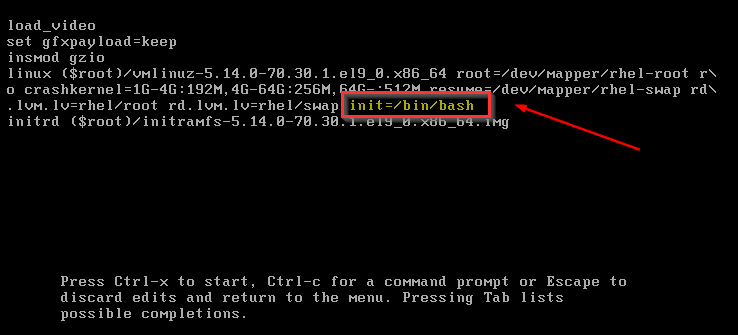 load_video
set gfxpayload=keep
insmod gzio
linux ($root)/vmlinuz-5.14.0-70.30.1.el9_0.x86_64 root=/dev/mapper/rhel-root r\
o crashkernel=1G-4G:192M,4G-64G:256M,64G-:512M resume=/dev/mapper/rhel-swap rd\
.lvm.lv=rhel/root rd.lvm.lv=rhel/swap init=/bin/bash
initrd ($root)/initramfs-5.14.0-70.30.1.el9_0.x86_64.img
Press Ctrl-x to start, Ctrl-c for a command prompt or Escape to
discard edits and return to the menu. Pressing Tab lists
possible completions.